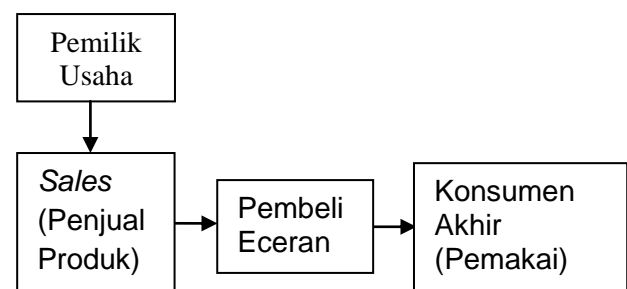 Pemilik
Usaha
Sales
(Penjual
Produk)
Pembeli
Eceran
Konsumen
Akhir
(Pemakai)